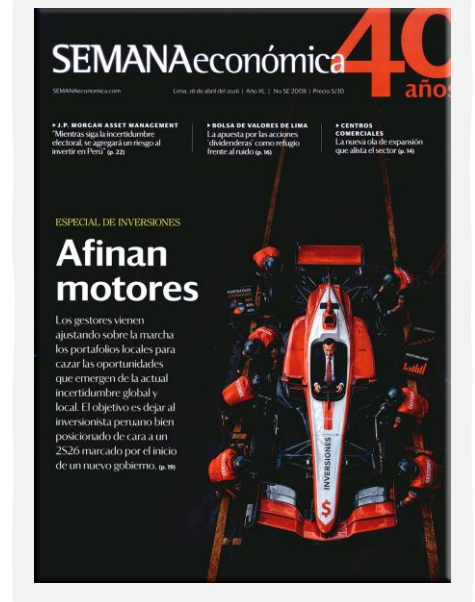 SEMANAeconómica
40
años
SEMANAeconomica.com
Lima, 26 de abril del 2026 | Año XL | No SE 2008 | Precio S/30
J.P. MORGAN ASSET MANAGEMENT
"Mientras siga la incertidumbre
electoral, se agregará un riesgo al
invertir en Perú" (p. 22)
BOLSA DE VALORES DE LIMA
La apuesta por las acciones
'dividenderas' como refugio
frente al ruido (p. 16)
CENTROS
COMERCIALES
La nueva ola de expansión
que alista el sector (p. 14)
ESPECIAL DE INVERSIONES
Afinan
motores
Los gestores vienen
ajustando sobre la marcha
los portafolios locales para
cazar las oportunidades
que emergen de la actual
incertidumbre global y
local. El objetivo es dejar al
inversionista peruano bien
posicionado de cara a un
2S26 marcado por el inicio
de un nuevo gobierno. (p. 19)
INVERSIONES
$